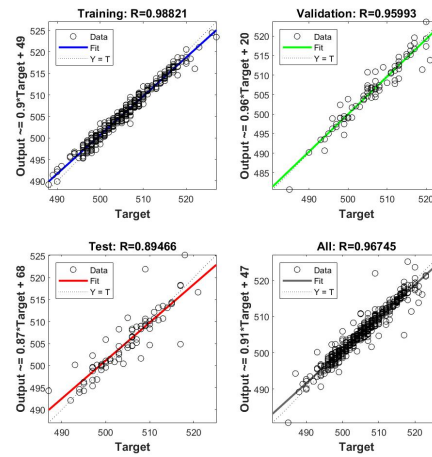 Training: R=0.98821
Output ~= 0.9*Target + 49
525
520
515
510
505
500
495
490
Data
Fit
Y = T
490 500 510 520
Target
Validation: R=0.95993
Output ~= 0.96*Target + 20
520
515
510
505
500
495
490
485
Data
Fit
Y = T
490 500 510 520
Target
Test: R=0.89466
Output ~= 0.87*Target + 68
525
520
515
510
505
500
495
490
Data
Fit
Y = T
490 500 510 520
Target
All: R=0.96745
Output ~= 0.91*Target + 47
520
510
500
490
Data
Fit
Y = T
490 500 510 520
Target